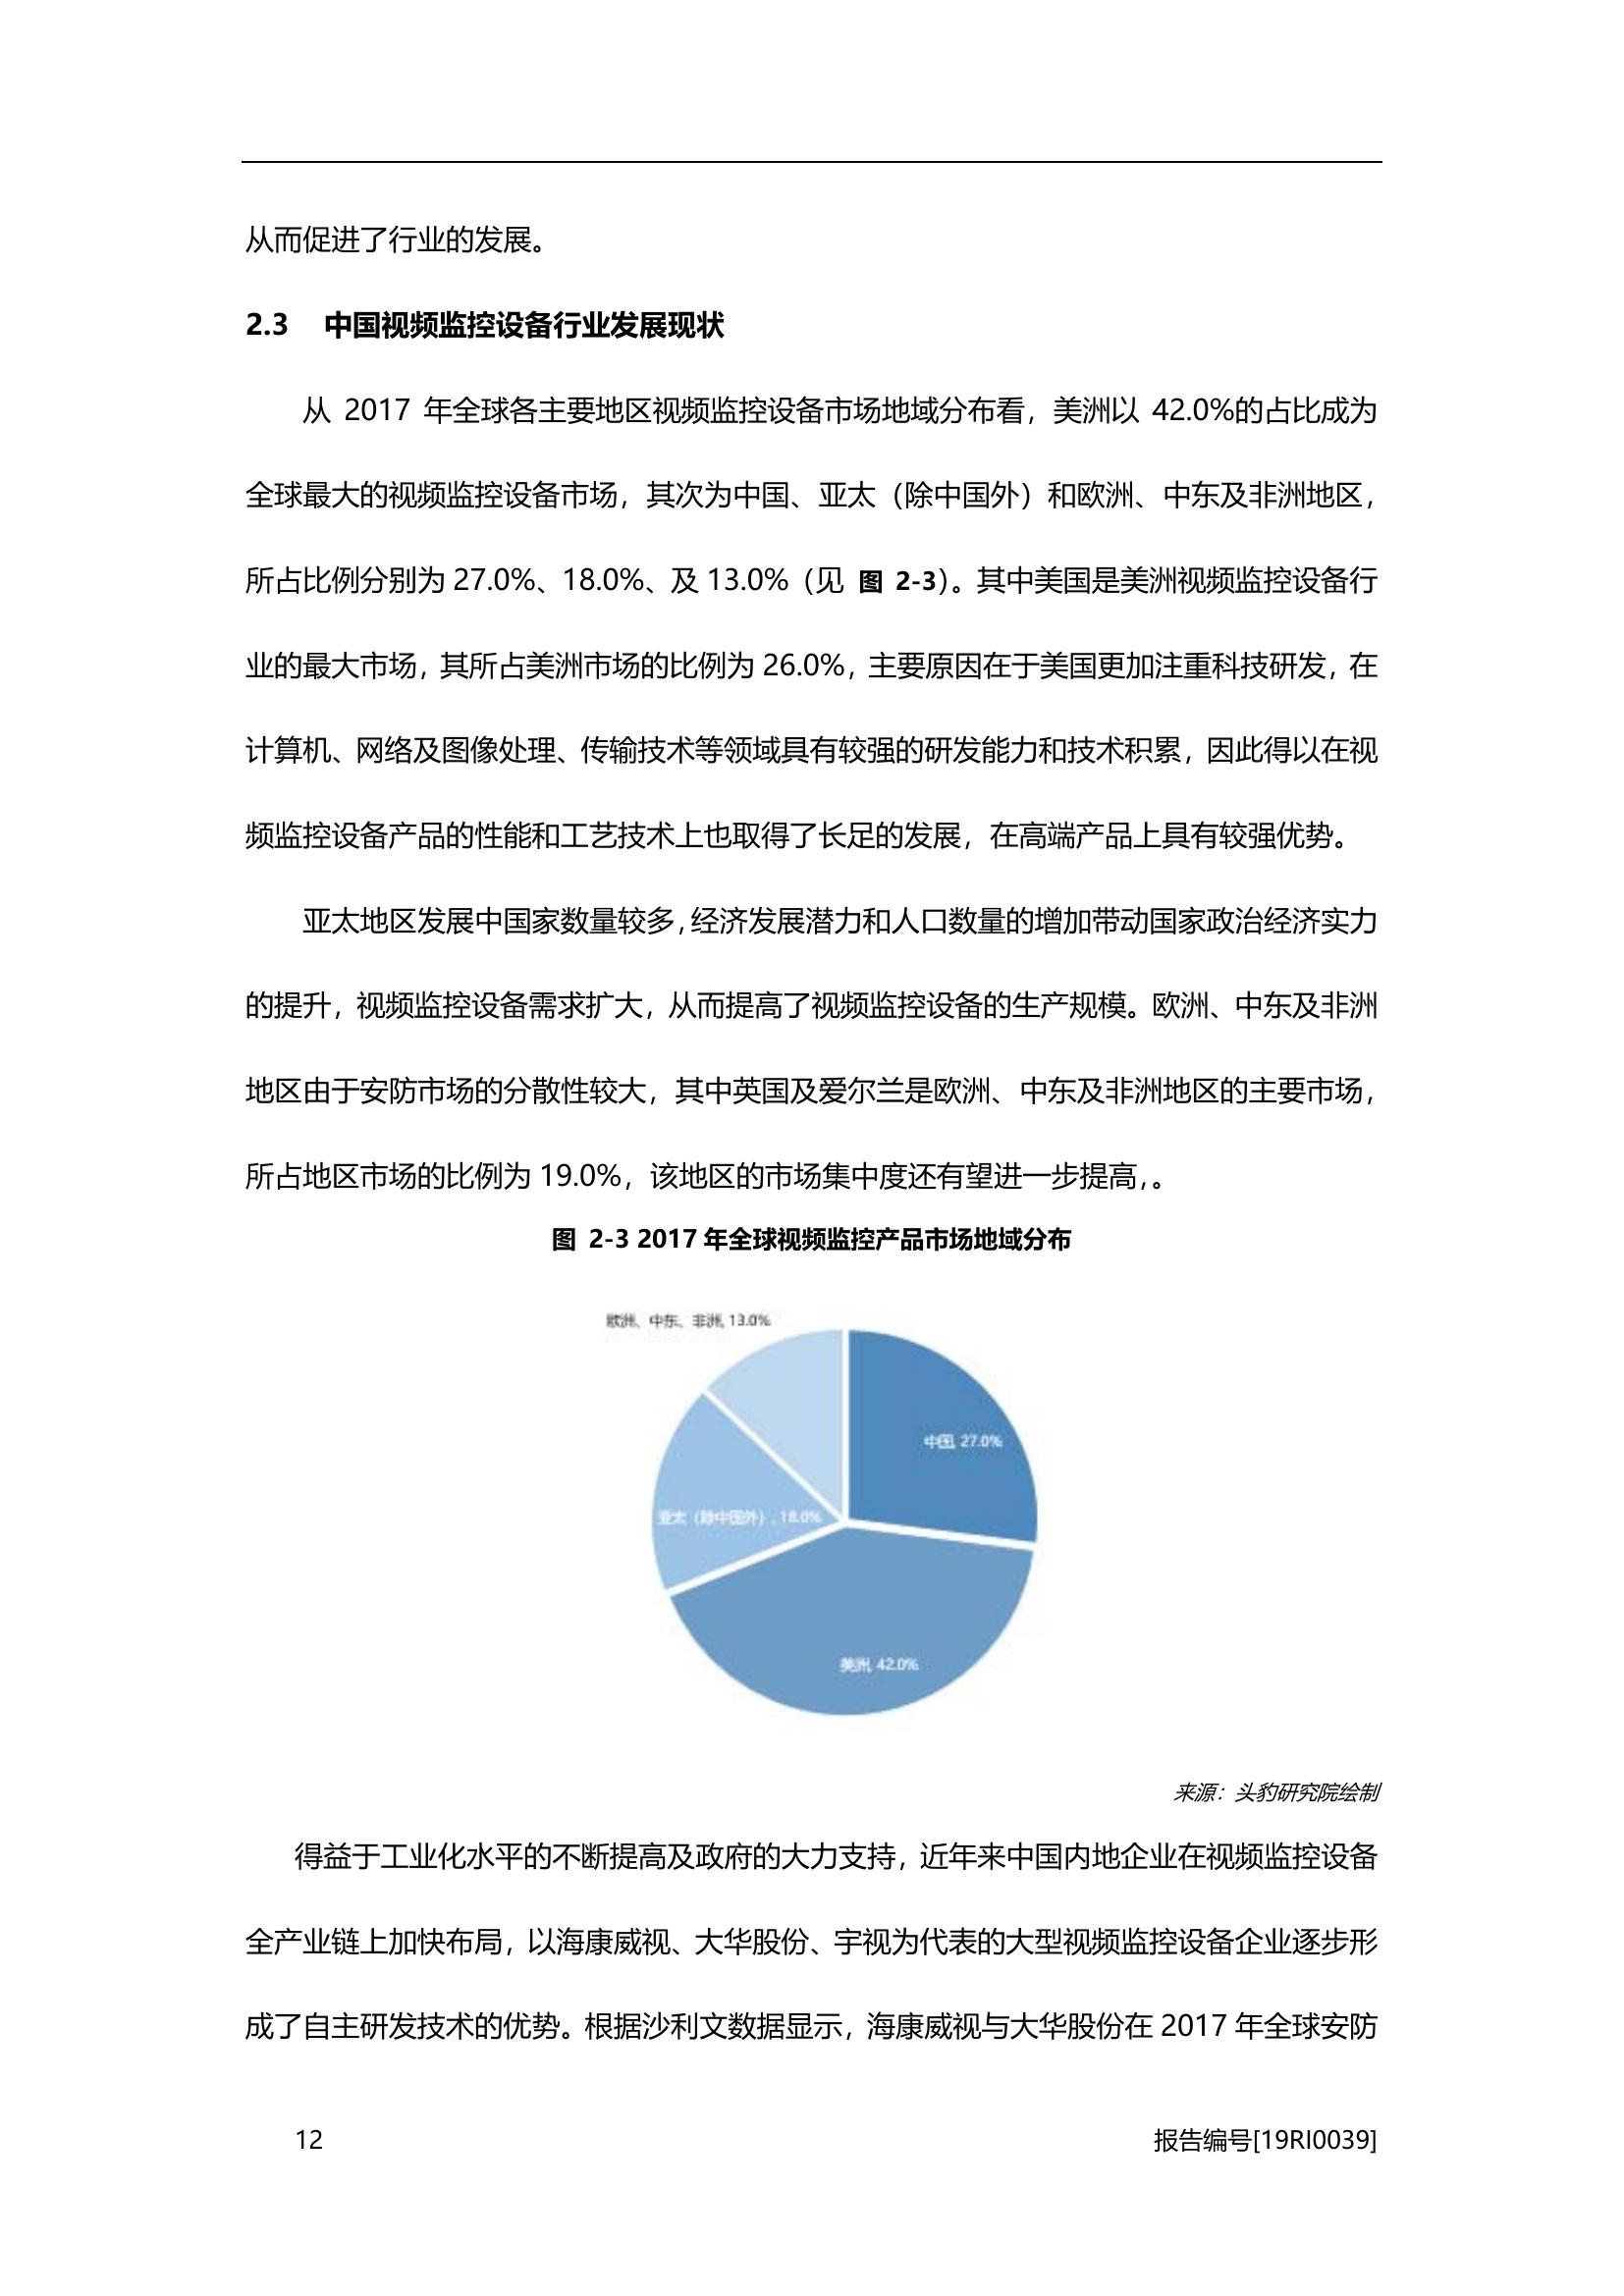 从而促进了行业的发展。
2.3 中国视频监控设备行业发展现状
从 2017 年全球各主要地区视频监控设备市场地域分布看，美洲以 42.0%的占比成为
全球最大的视频监控设备市场，其次为中国、亚太（除中国外）和欧洲、中东及非洲地区，
所占比例分别为 27.0%、18.0%、及 13.0%（见 图 2-3）。其中美国是美洲视频监控设备行
业的最大市场，其所占美洲市场的比例为 26.0%，主要原因在于美国更加注重科技研发，在
计算机、网络及图像处理、传输技术等领域具有较强的研发能力和技术积累，因此得以在视
频监控设备产品的性能和工艺技术上也取得了长足的发展，在高端产品上具有较强优势。
亚太地区发展中国家数量较多，经济发展潜力和人口数量的增加带动国家政治经济实力
的提升，视频监控设备需求扩大，从而提高了视频监控设备的生产规模。欧洲、中东及非洲
地区由于安防市场的分散性较大，其中英国及爱尔兰是欧洲、中东及非洲地区的主要市场，
所占地区市场的比例为 19.0%，该地区的市场集中度还有望进一步提高，。
图 2-3 2017 年全球视频监控产品市场地域分布
欧洲、中东、非洲, 13.0%
中国, 27.0%
亚太（除中国外）, 18.0%
美洲, 42.0%
来源：头豹研究院绘制
得益于工业化水平的不断提高及政府的大力支持，近年来中国内地企业在视频监控设备
全产业链上加快布局，以海康威视、大华股份、宇视为代表的大型视频监控设备企业逐步形
成了自主研发技术的优势。根据沙利文数据显示，海康威视与大华股份在 2017 年全球安防
12 报告编号[19RI0039]